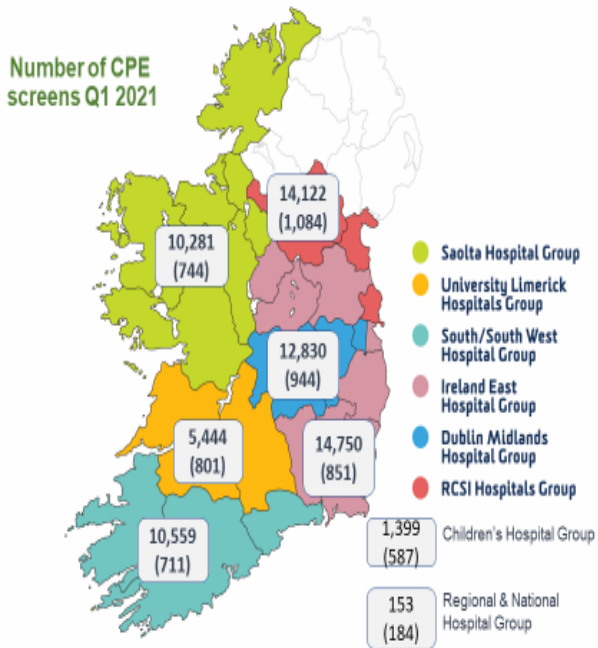 Number of CPE
screens Q1 2021
14,122
(1,084)
10,281
(744)
12,830
(944)
5,444
(801)
14,750
(851)
10,559
(711)
Saolta Hospital Group
University Limerick
Hospitals Group
South/South West
Hospital Group
Ireland East
Hospital Group
Dublin Midlands
Hospital Group
RCSI Hospitals Group
1,399
(587)
Children's Hospital Group
153
(184)
Regional & National
Hospital Group